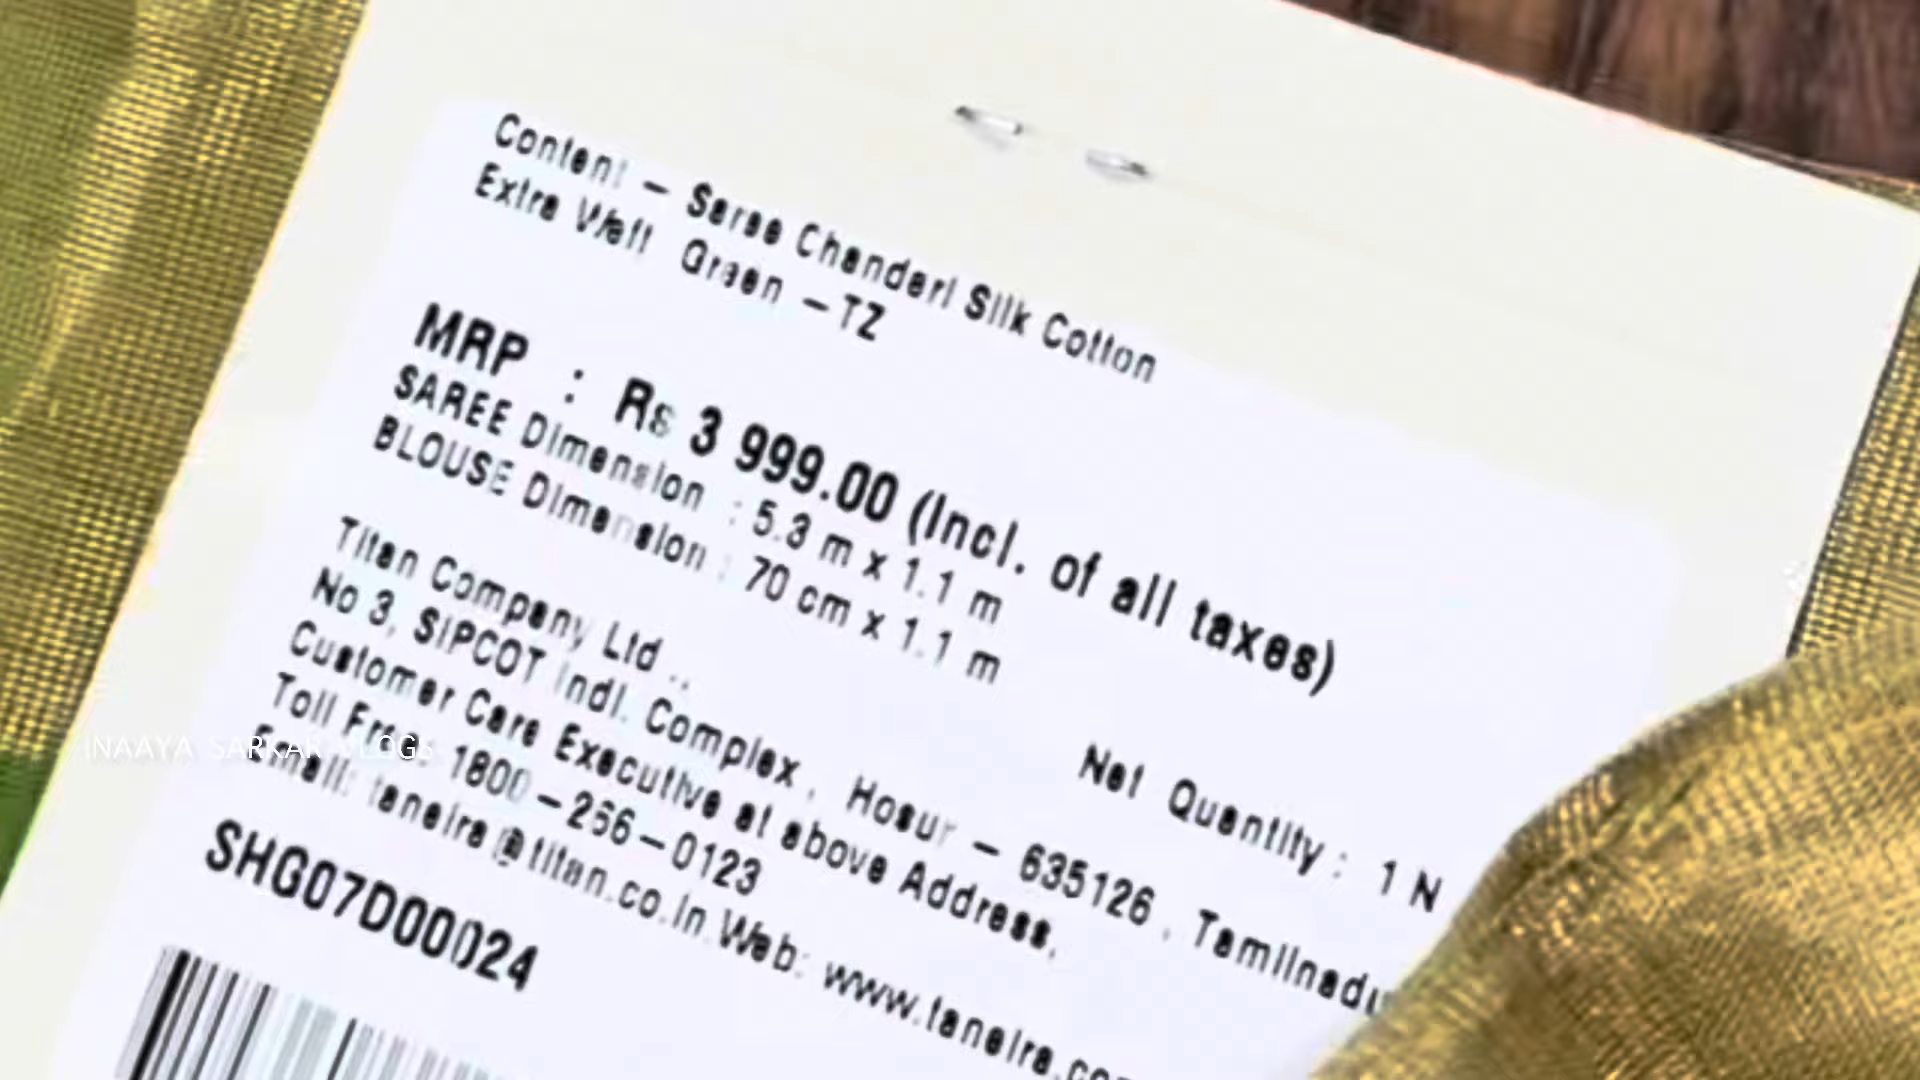 Content - Saree Chanderi Silk Cotton
Extra Weft Green - TZ
MRP : Rs 3 999.00 (Incl. of all taxes)
SAREE Dimension : 5.3 m x 1.1 m
BLOUSE Dimension : 70 cm x 1.1 m
Net Quantity : 1 N
Titan Company Ltd ..
No 3, SIPCOT Indl. Complex , Hosur - 635126 , Tamilnadu
Customer Care Executive at above Address,
Toll Free: 1800-266-0123
Email: taneira@titan.co.in Web: www.taneira.co
SHG07D00024
INAAYA SARKAR VLOGS